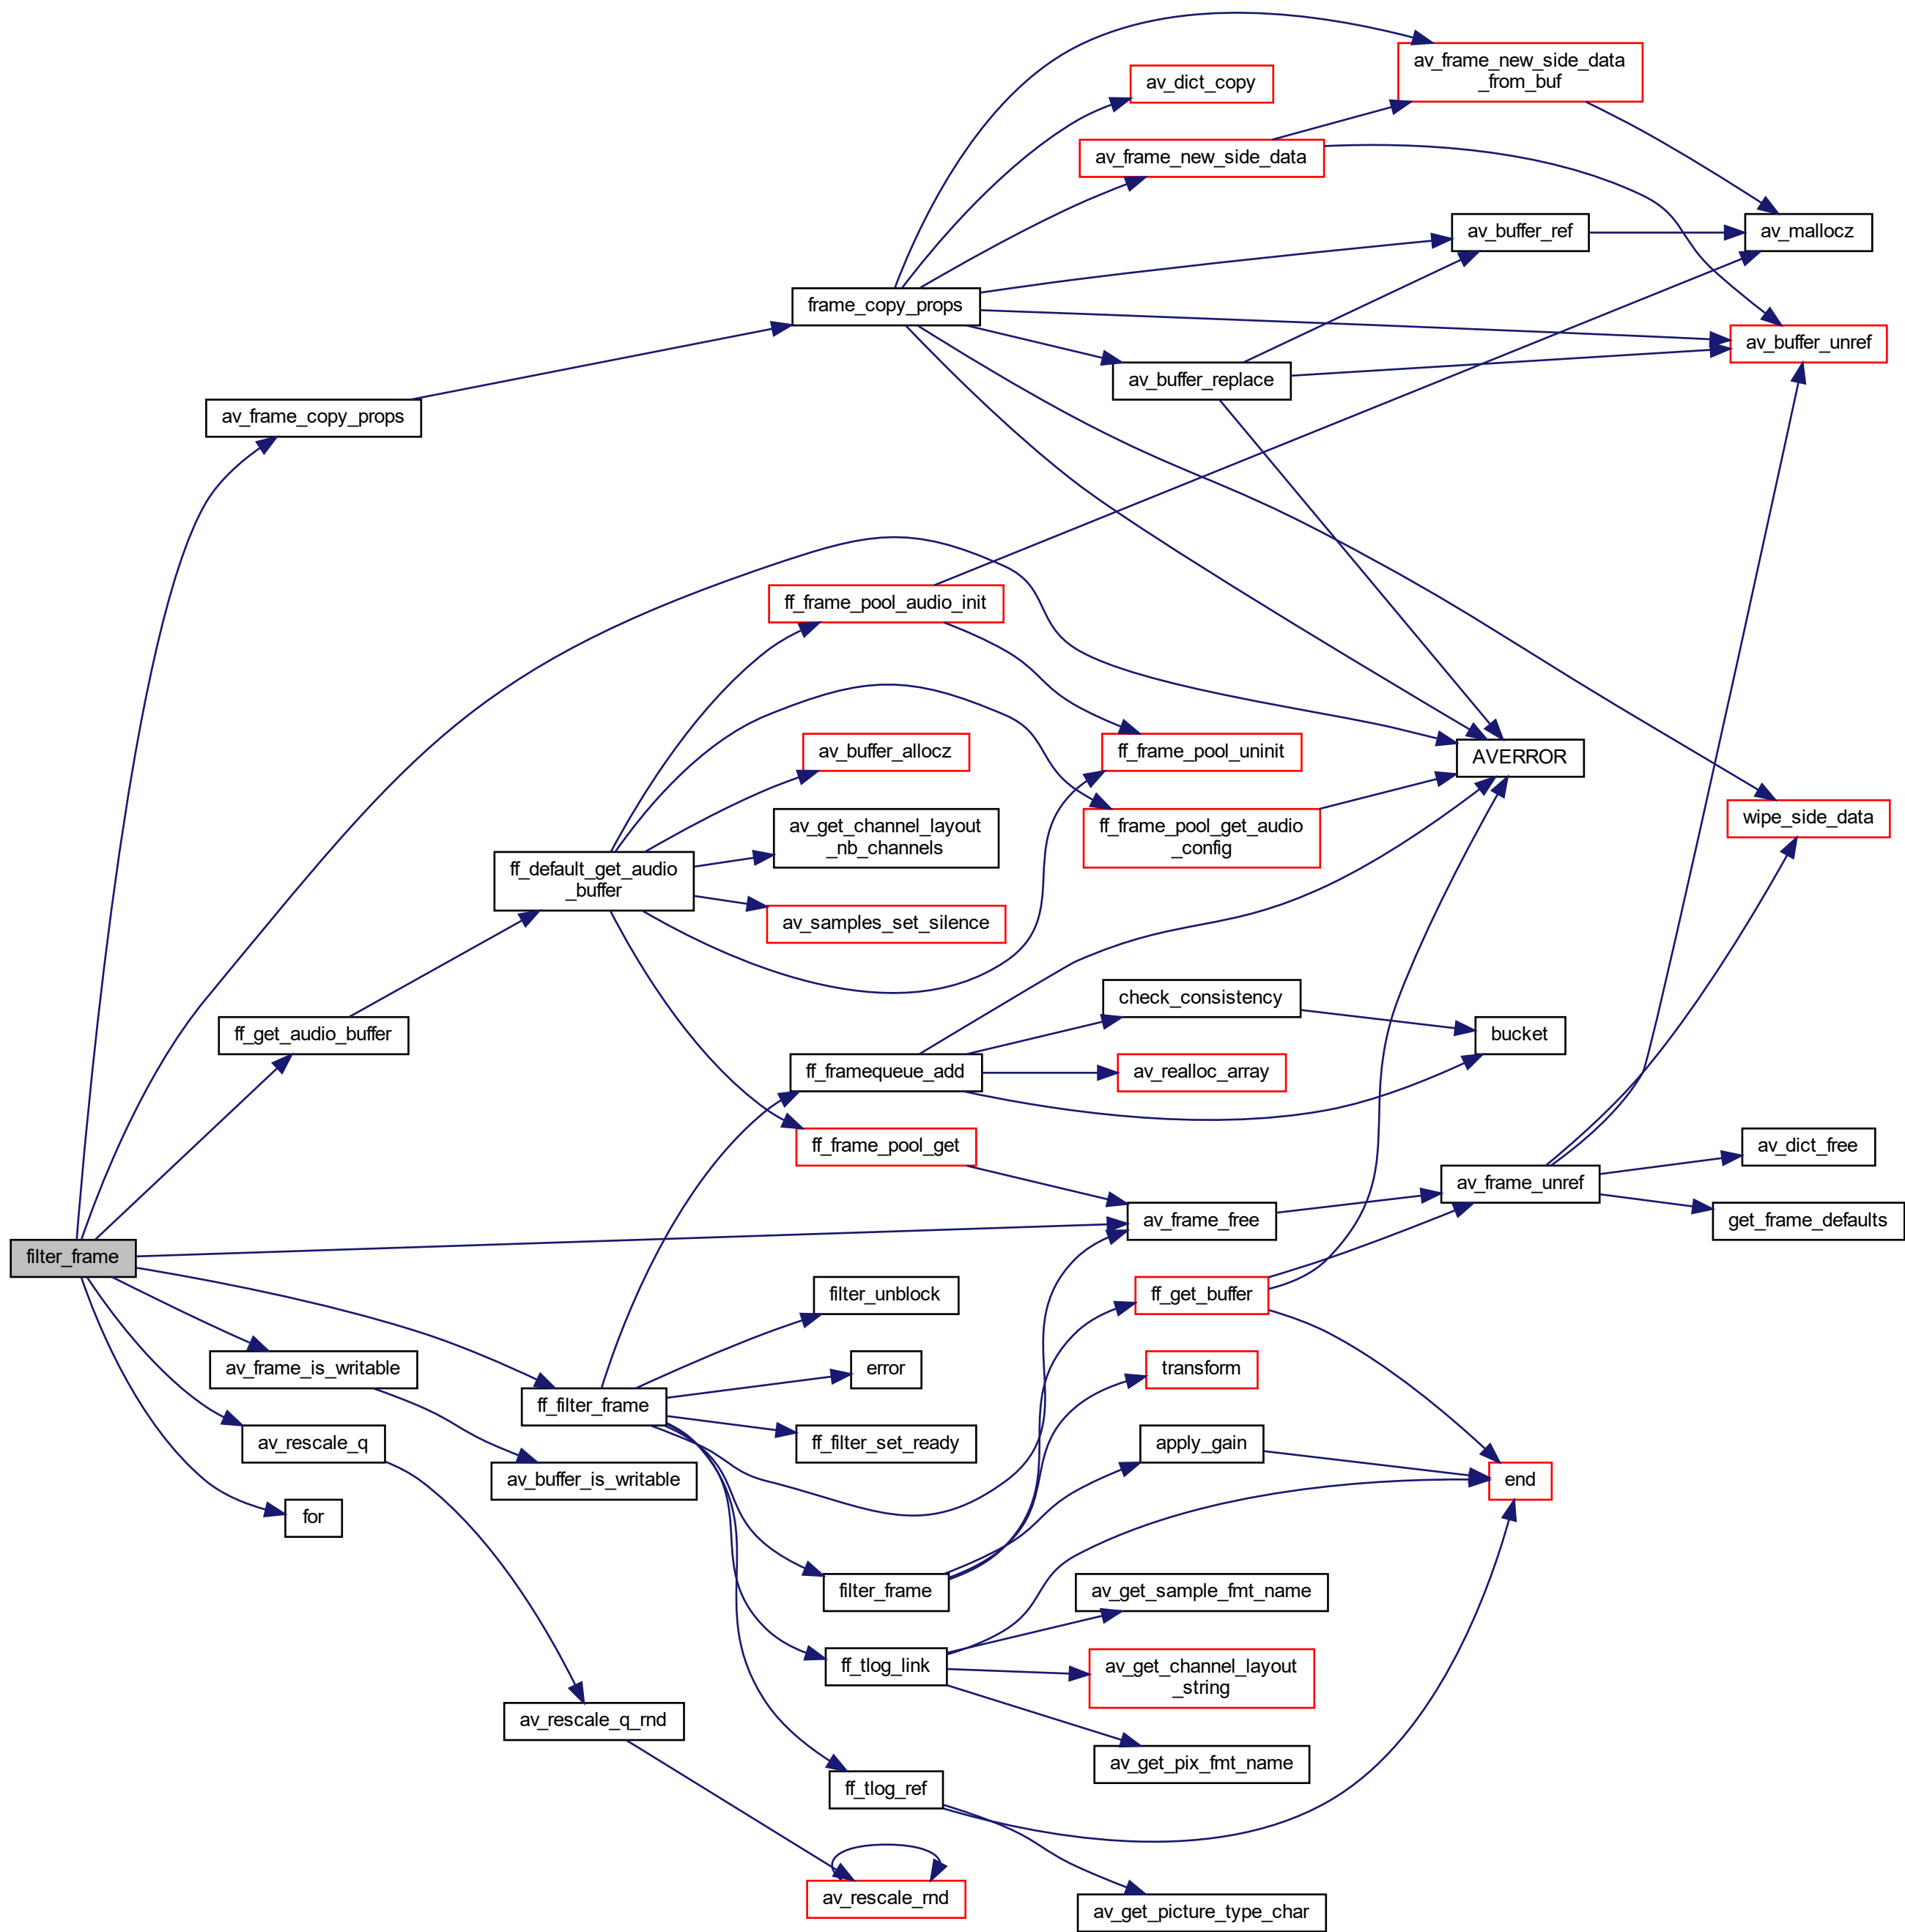 av_frame_new_side_data
_from_buf
av_dict_copy
av_frame_new_side_data
av_buffer_ref
av_mallocz
frame_copy_props
av_buffer_unref
av_buffer_replace
av_frame_copy_props
ff_frame_pool_audio_init
av_buffer_allocz
ff_frame_pool_uninit
AVERROR
av_get_channel_layout
_nb_channels
ff_frame_pool_get_audio
_config
wipe_side_data
ff_default_get_audio
_buffer
av_samples_set_silence
check_consistency
ff_get_audio_buffer
bucket
ff_framequeue_add
av_realloc_array
ff_frame_pool_get
av_dict_free
av_frame_unref
av_frame_free
get_frame_defaults
filter_frame
filter_unblock
ff_get_buffer
av_frame_is_writable
error
transform
ff_filter_frame
av_rescale_q
ff_filter_set_ready
apply_gain
av_buffer_is_writable
end
for
filter_frame
av_get_sample_fmt_name
ff_tlog_link
av_get_channel_layout
_string
av_rescale_q_rnd
av_get_pix_fmt_name
ff_tlog_ref
av_rescale_rnd
av_get_picture_type_char